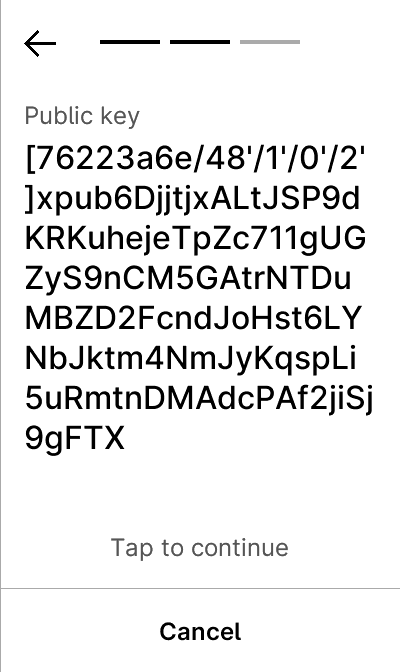 Public key
[76223a6e/48'/1'/0'/2'
]xpub6DjjtjxALtJSP9d
KRKuhejeTpZc711gUG
ZyS9nCM5GAtrNTDu
MBZD2FcndJoHst6LY
NbJktm4NmJyKqspLi
5uRmtnDMAdcPAf2jiSj
9gFTX
Tap to continue
Cancel